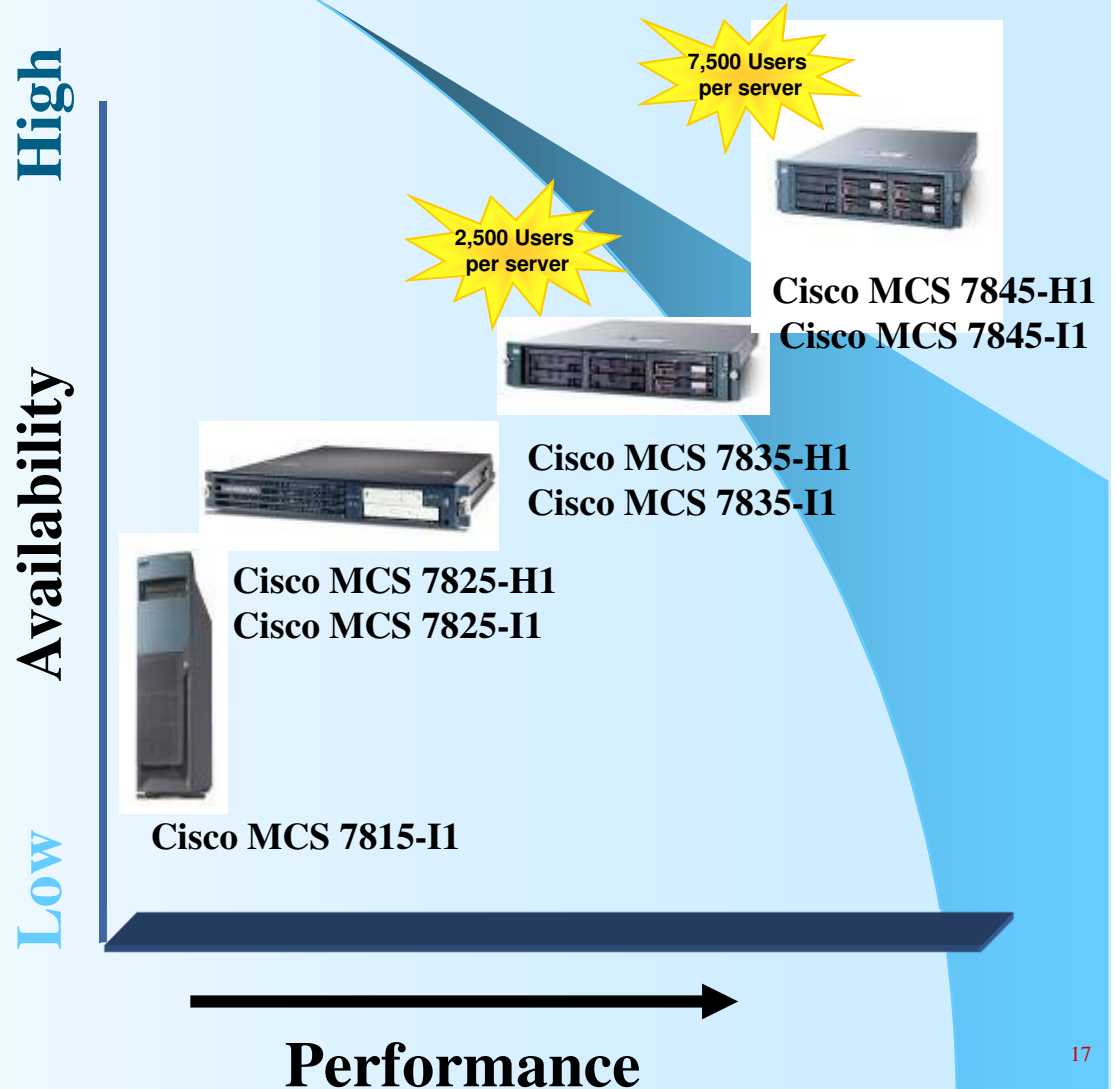 High
7,500 Users
per server
2,500 Users
per server
Cisco MCS 7845-H1
Cisco MCS 7845-I1
Availability
Cisco MCS 7835-H1
Cisco MCS 7835-I1
Cisco MCS 7825-H1
Cisco MCS 7825-I1
Cisco MCS 7815-I1
Low
Performance
17